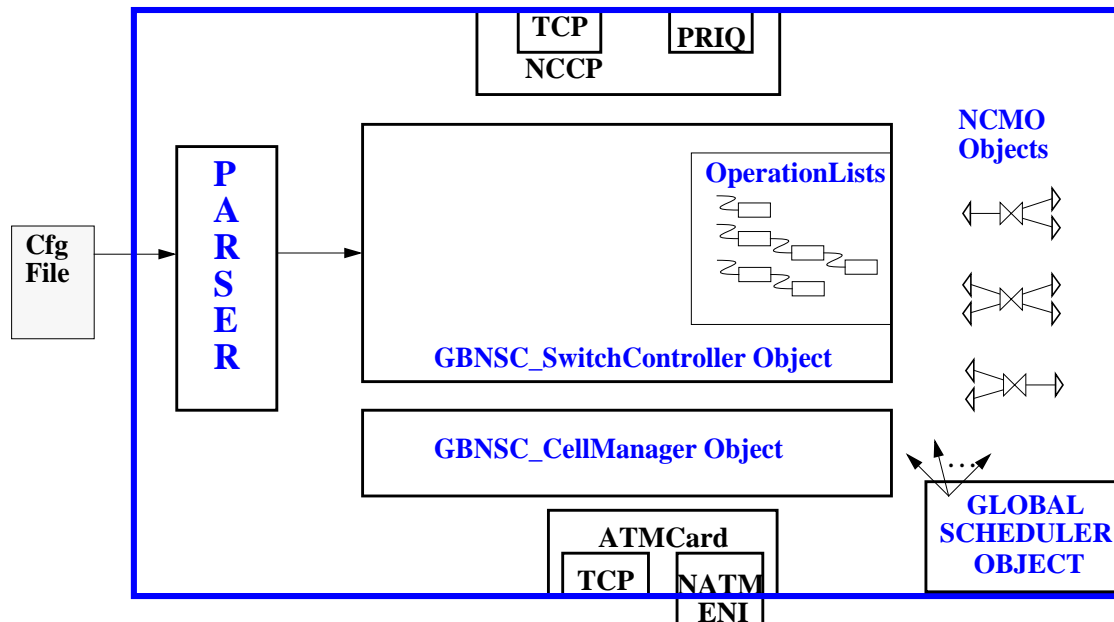 TCP
PRIQ
NCCP
NCMO
Objects
P
A
R
S
E
R
OperationLists
Cfg
File
GBNSC_SwitchController Object
GBNSC_CellManager Object
...
GLOBAL
SCHEDULER
OBJECT
ATMCard
TCP
NATM
ENI